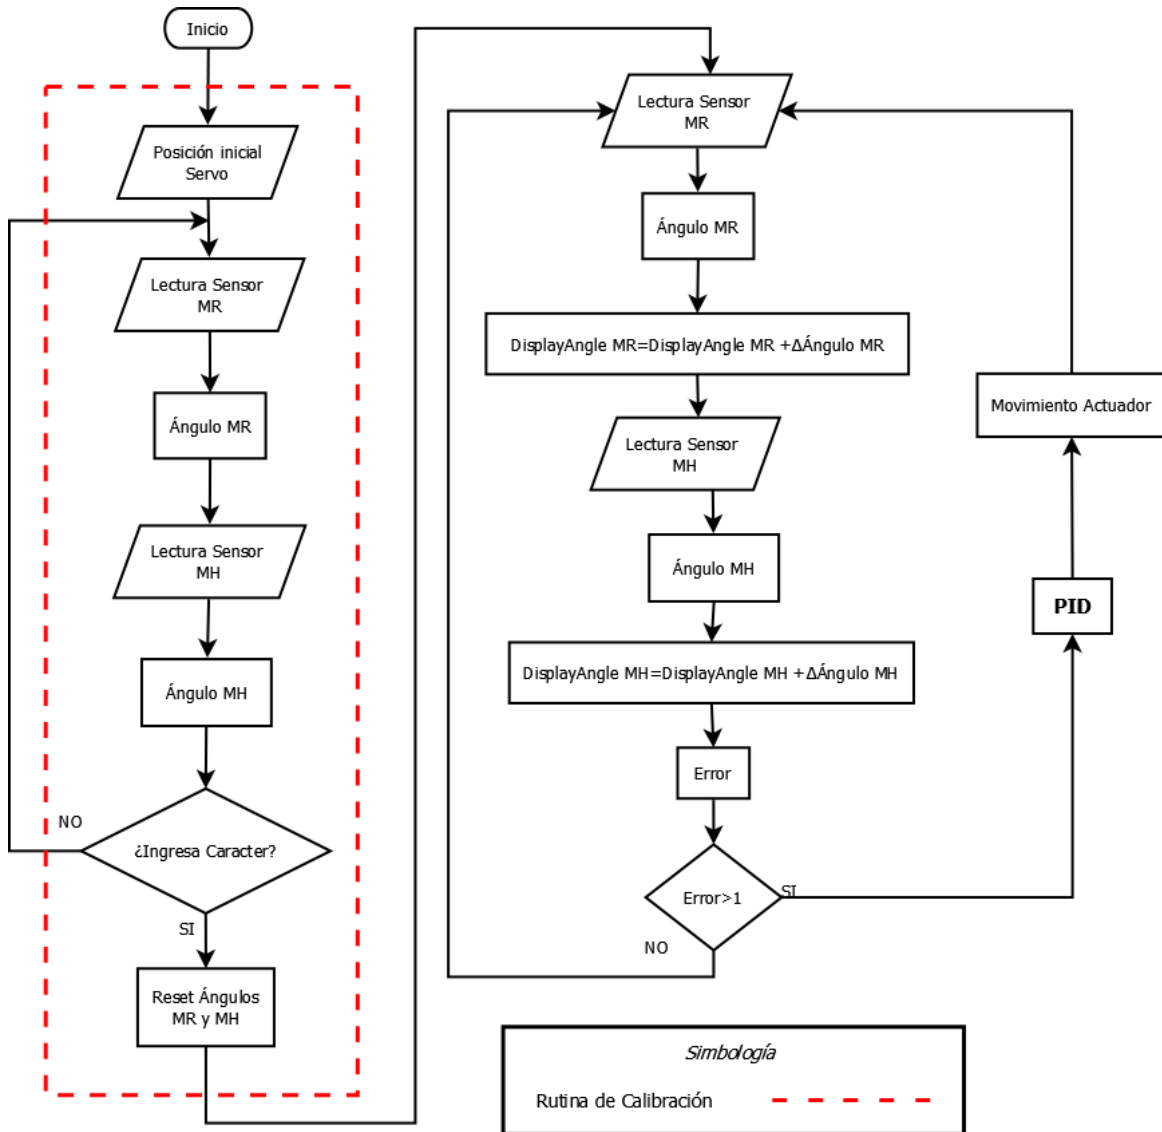 Inicio
Posición inicial
Servo
Lectura Sensor
MR
Ángulo MR
Lectura Sensor
MH
Ángulo MH
¿Ingresa Caracter?
NO
SI
Reset Ángulos
MR y MH
Lectura Sensor
MR
Ángulo MR
DisplayAngle MR=DisplayAngle MR +ΔÁngulo MR
Lectura Sensor
MH
Ángulo MH
DisplayAngle MH=DisplayAngle MH +ΔÁngulo MH
Error
Error>1
SI
NO
PID
Movimiento Actuador
Simbología
Rutina de Calibración